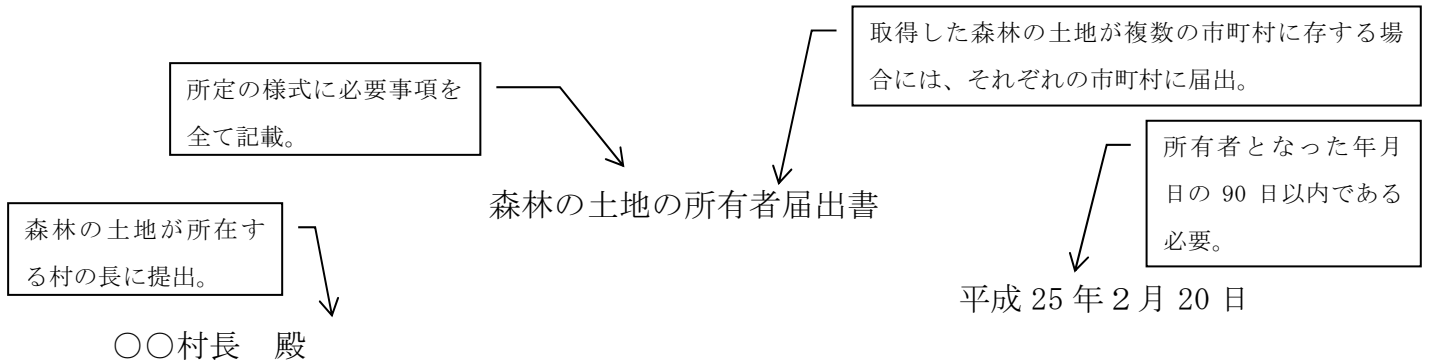 取得した森林の土地が複数の市町村に存する場
合には、それぞれの市町村に届出。
所定の様式に必要事項を
全て記載。
所有者となった年月
日の 90 日以内である
必要。
森林の土地の所有者届出書
森林の土地が所在す
る村の長に提出。
平成 25 年２月 20 日
○○村長　殿